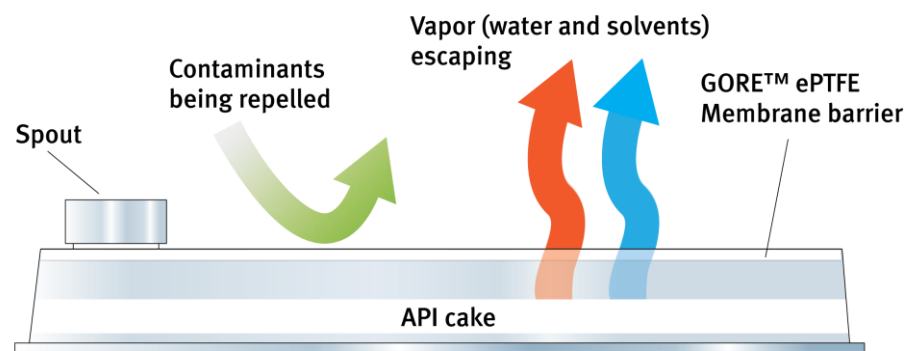 Vapor (water and solvents)
escaping
Contaminants
being repelled
GORE™ ePTFE
Membrane barrier
Spout
API cake